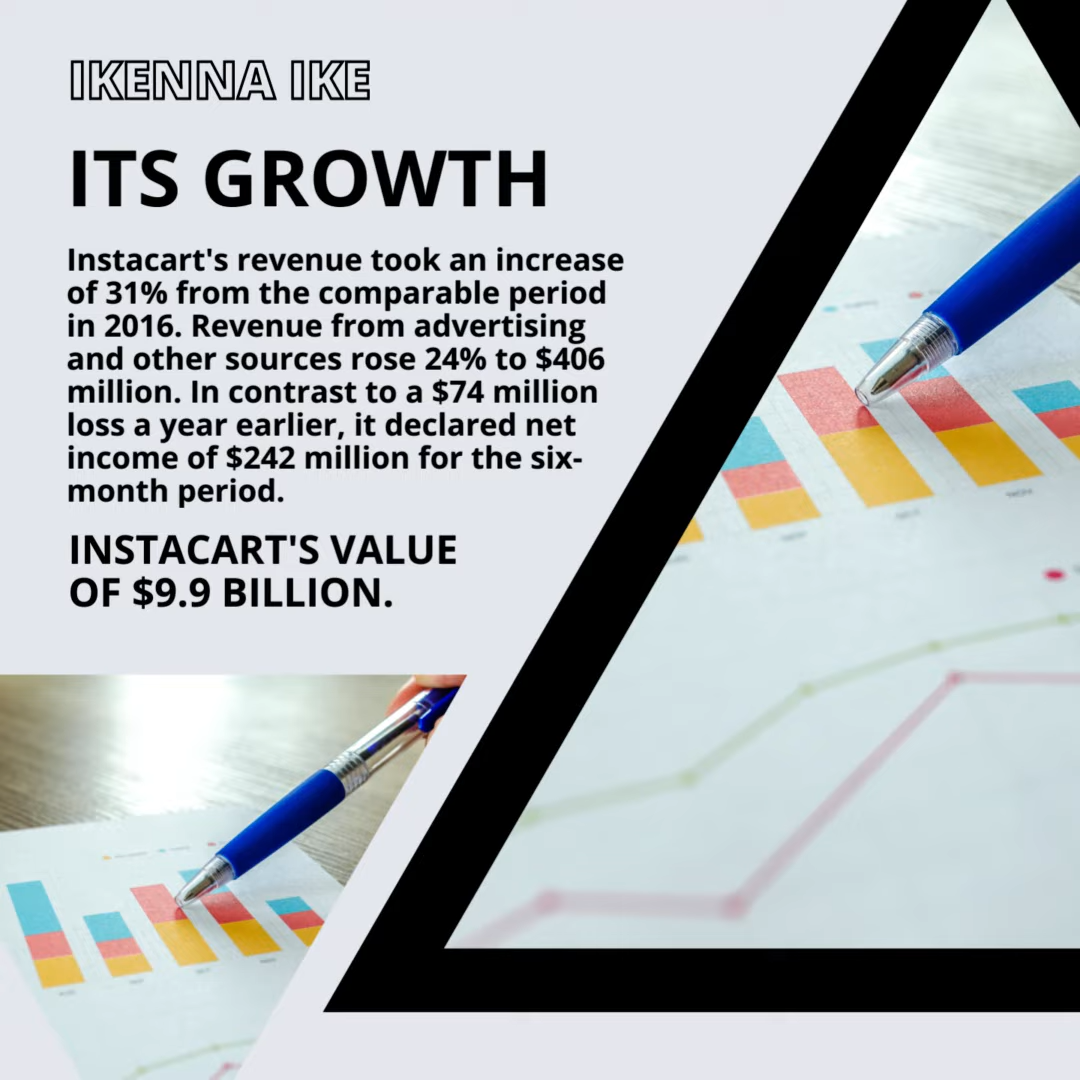 IKENNA IKE
ITS GROWTH
Instacart's revenue took an increase
of 31% from the comparable period
in 2016. Revenue from advertising
and other sources rose 24% to $406
million. In contrast to a $74 million
loss a year earlier, it declared net
income of $242 million for the six-
month period.
INSTACART'S VALUE
OF $9.9 BILLION.